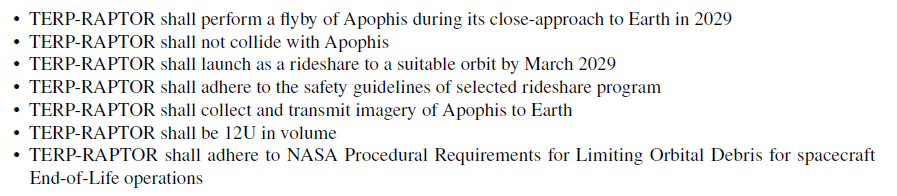 • TERP-RAPTOR shall perform a flyby of Apophis during its close-approach to Earth in 2029
• TERP-RAPTOR shall not collide with Apophis
• TERP-RAPTOR shall launch as a rideshare to a suitable orbit by March 2029
• TERP-RAPTOR shall adhere to the safety guidelines of selected rideshare program
• TERP-RAPTOR shall collect and transmit imagery of Apophis to Earth
• TERP-RAPTOR shall be 12U in volume
• TERP-RAPTOR shall adhere to NASA Procedural Requirements for Limiting Orbital Debris for spacecraft
End-of-Life operations